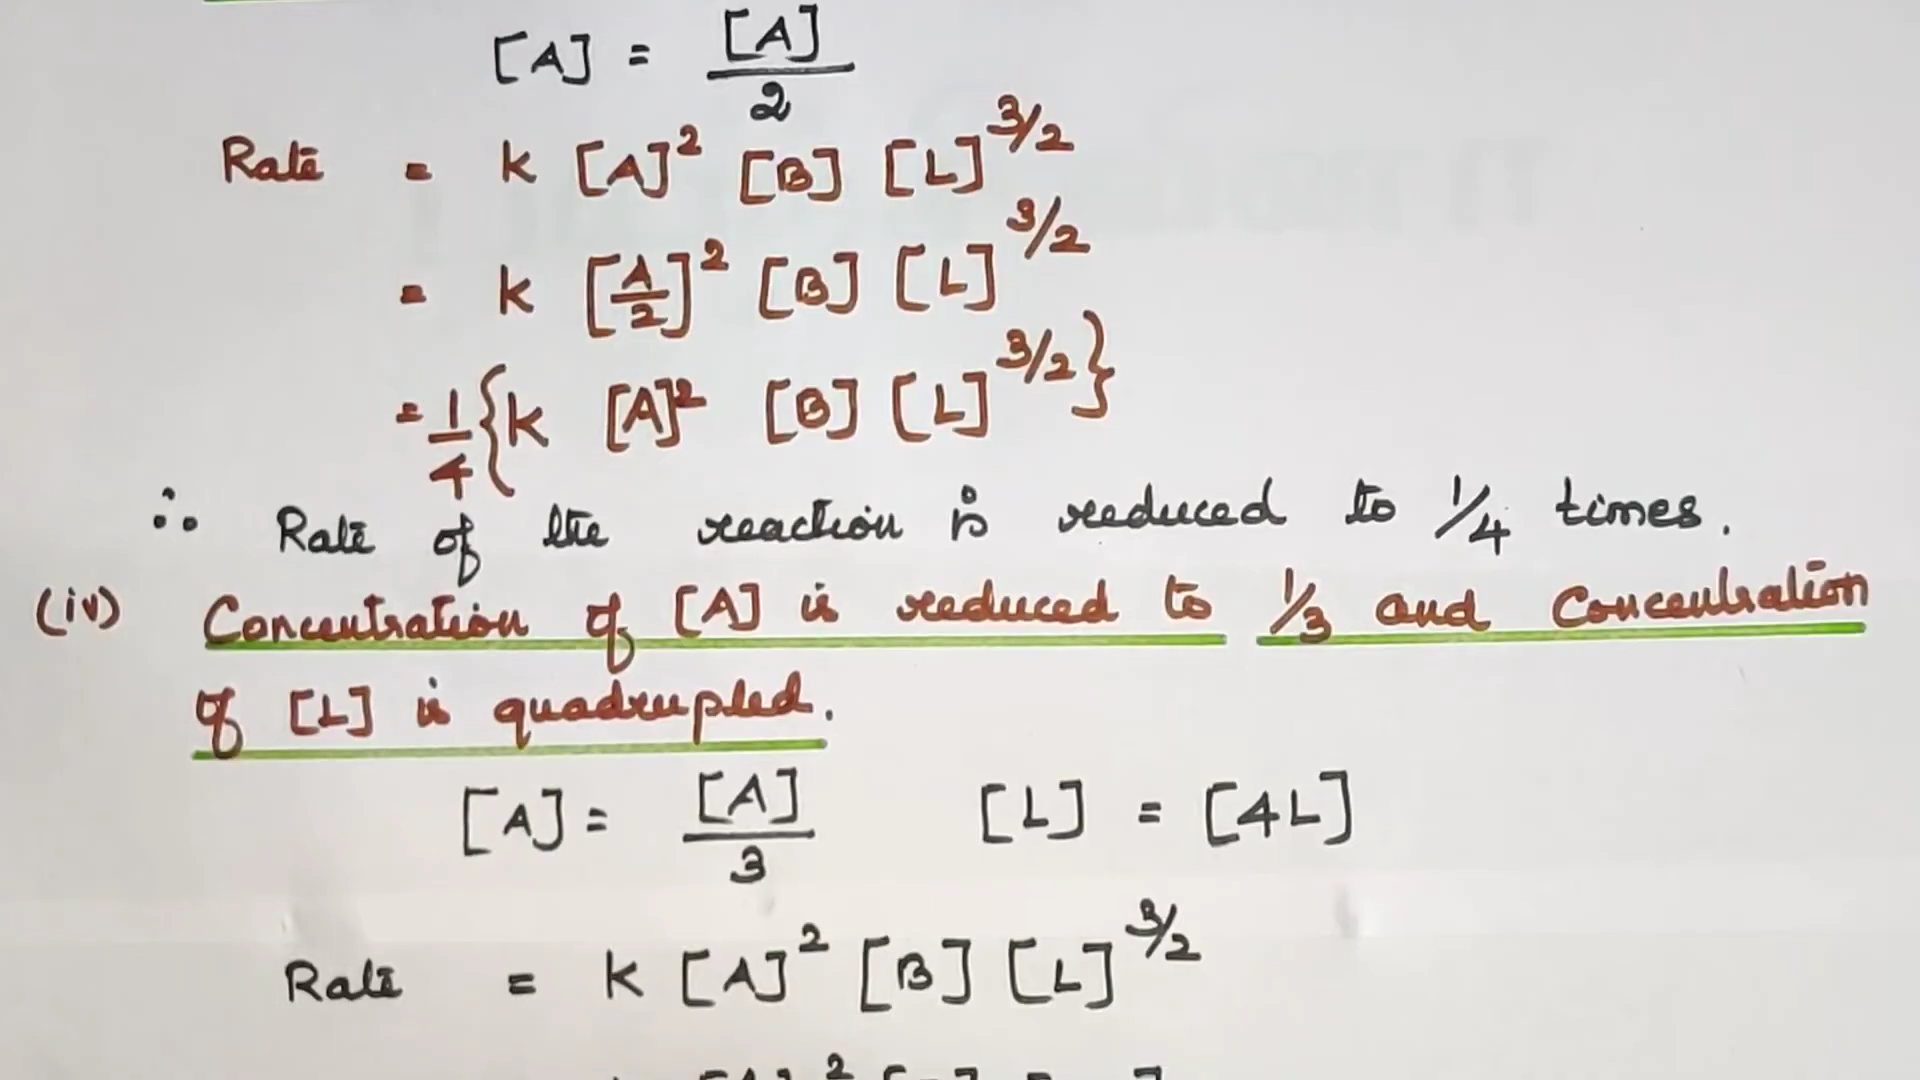 [A] = [A]/2
Rate = k [A]² [B] [L]^3/2
= k [A/2]² [B] [L]^3/2
= 1/4 {k [A]² [B] [L]^3/2}
∴ Rate of the reaction is reduced to 1/4 times.
(iv) Concentration of [A] is reduced to 1/3 and Concentration
of [L] is quadrupled.
[A] = [A]/3 [L] = [4L]
Rate = k [A]² [B] [L]^3/2